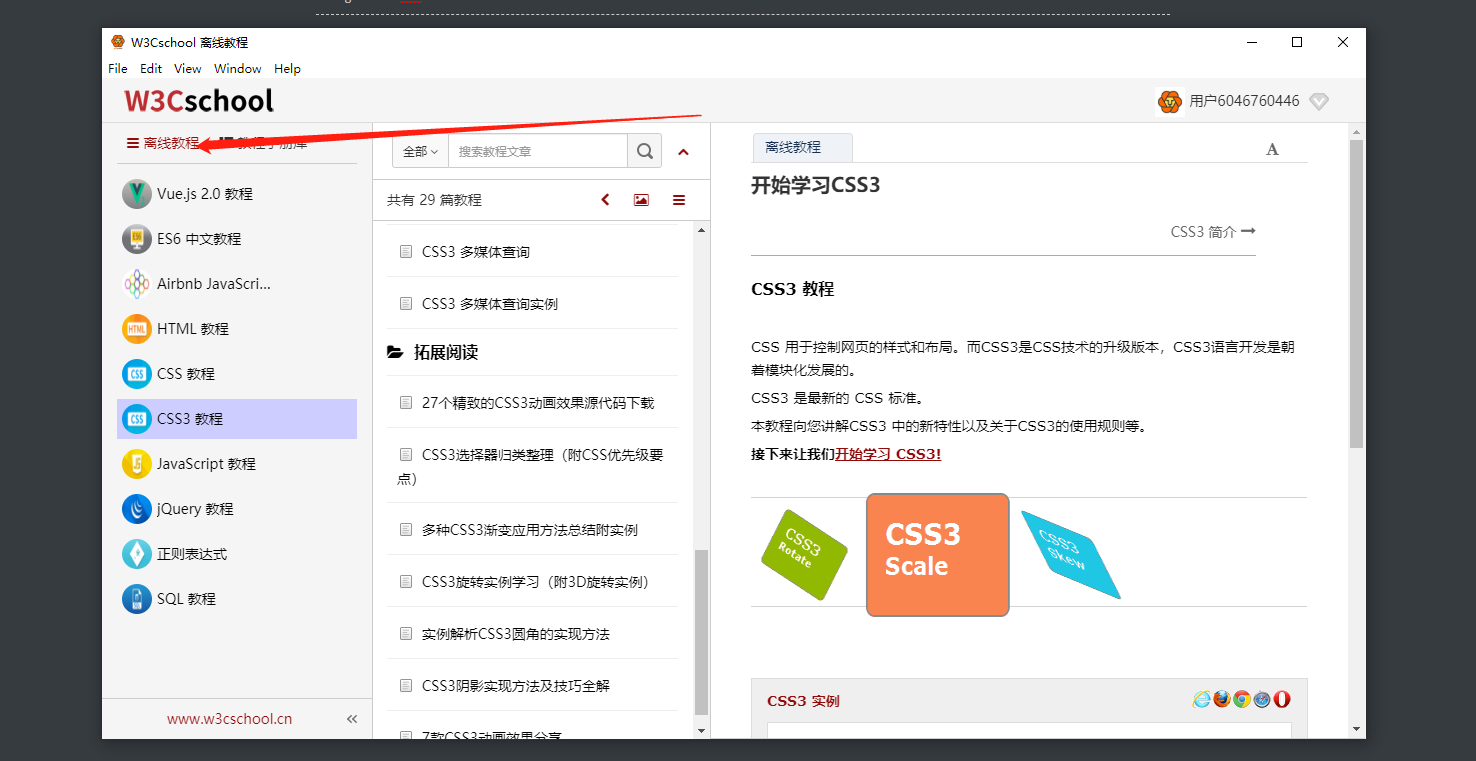 W3Cschool 离线教程
File Edit View Window Help
W3Cschool
用户6046760446
离线教程
Vue.js 2.0 教程
ES6 中文教程
Airbnb JavaScri...
HTML 教程
CSS 教程
CSS3 教程
JavaScript 教程
jQuery 教程
正则表达式
SQL 教程
www.w3cschool.cn
全部
搜索教程文章
共有 29 篇教程
CSS3 多媒体查询
CSS3 多媒体查询实例
拓展阅读
27个精致的CSS3动画效果源代码下载
CSS3选择器归类整理（附CSS优先级要
点）
多种CSS3渐变应用方法总结附实例
CSS3旋转实例学习（附3D旋转实例）
实例解析CSS3圆角的实现方法
CSS3阴影实现方法及技巧全解
7款CSS3动画效果分享
离线教程
A
开始学习CSS3
CSS3 简介
CSS3 教程
CSS 用于控制网页的样式和布局。而CSS3是CSS技术的升级版本，CSS3语言开发是朝
着模块化发展的。
CSS3 是最新的 CSS 标准。
本教程向您讲解CSS3 中的新特性以及关于CSS3的使用规则等。
接下来让我们开始学习 CSS3!
CSS3
Rotate
CSS3
Scale
CSS3
Skew
CSS3 实例